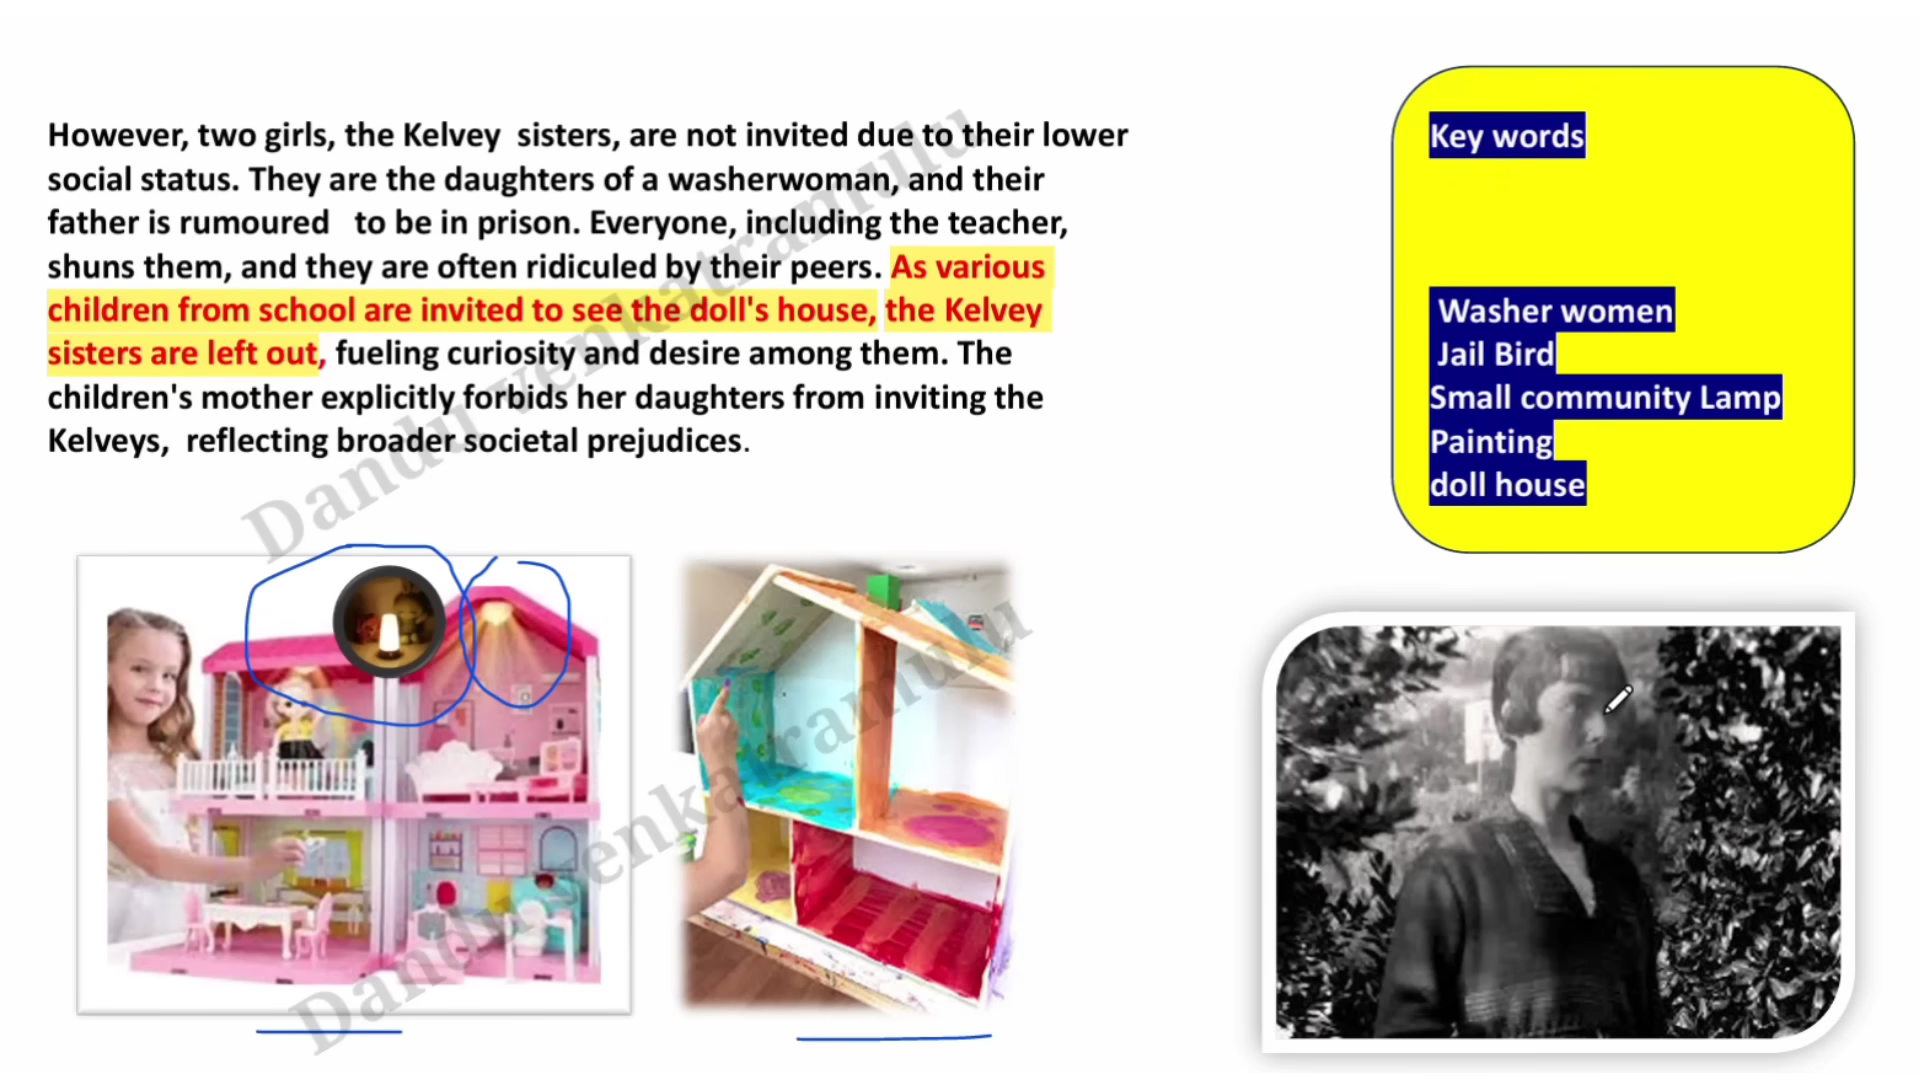 However, two girls, the Kelvey sisters, are not invited due to their lower
social status. They are the daughters of a washerwoman, and their
father is rumoured to be in prison. Everyone, including the teacher,
shuns them, and they are often ridiculed by their peers. As various
children from school are invited to see the doll's house, the Kelvey
sisters are left out, fueling curiosity and desire among them. The
children's mother explicitly forbids her daughters from inviting the
Kelveys, reflecting broader societal prejudices.
Key words
Washer women
Jail Bird
Small community Lamp
Painting
doll house
Dandu venkatramulu
Dandu venkatramulu